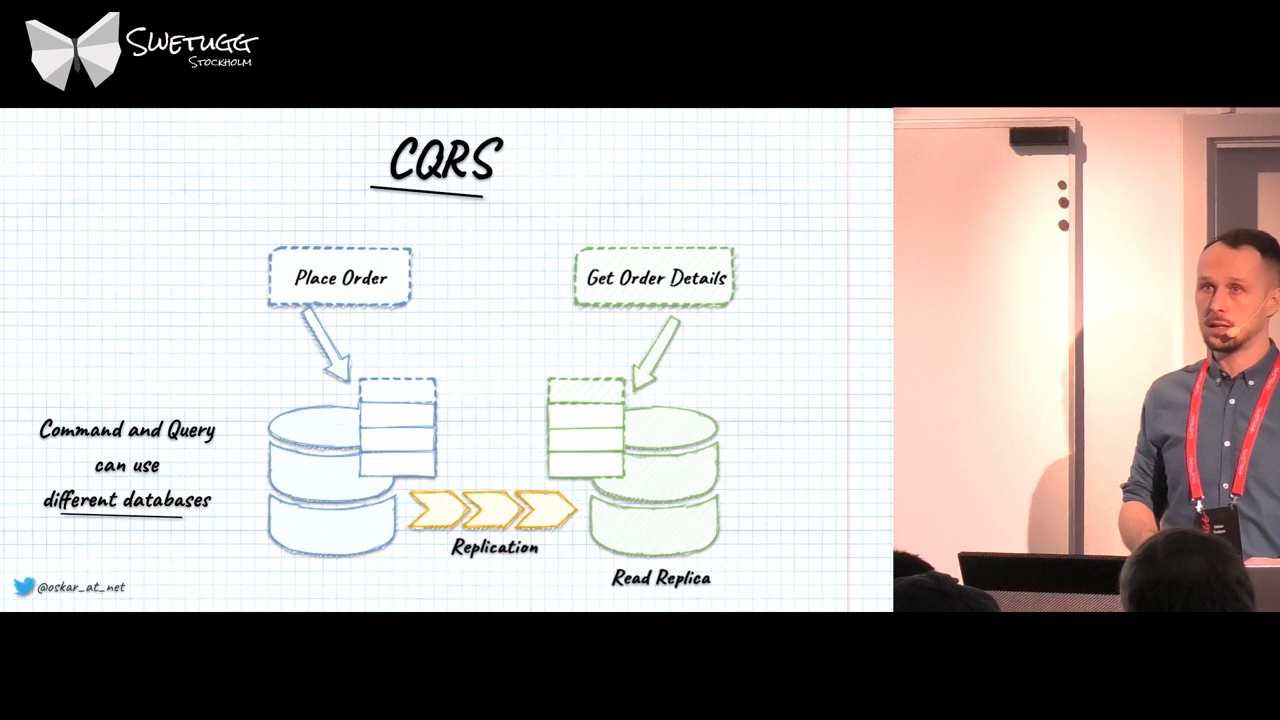 Swetugg
Stockholm
CQRS
Place Order
Get Order Details
Command and Query
can use
different databases
Replication
Read Replica
@oskar_at_net